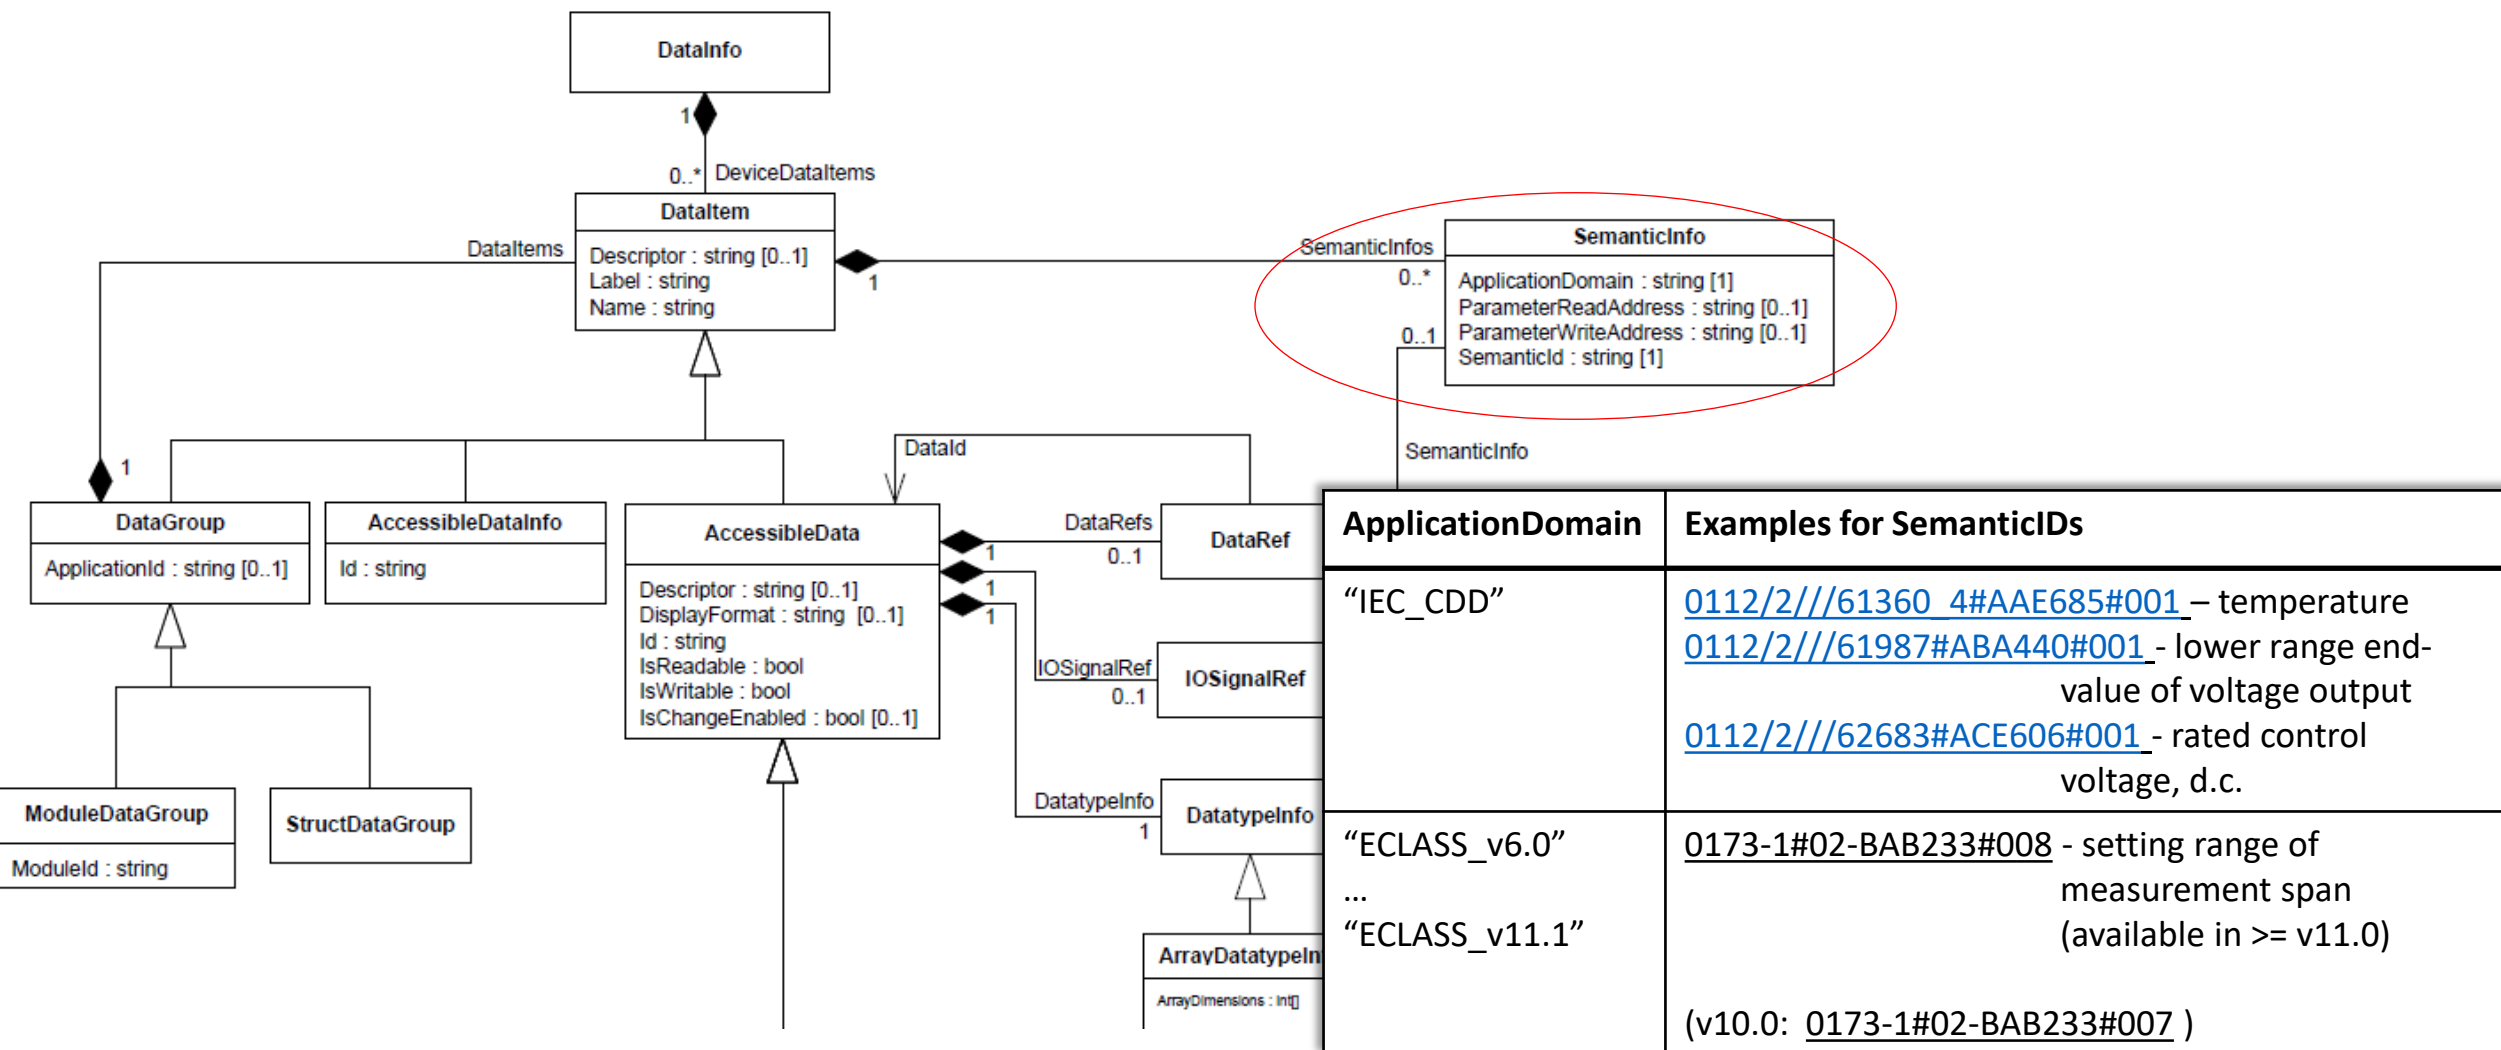 DataInfo
1
0..*
DeviceDataItems
DataItem
Descriptor : string [0..1]
Label : string
Name : string
DataItems
1
SemanticInfos
0..*
SemanticInfo
ApplicationDomain : string [1]
ParameterReadAddress : string [0..1]
ParameterWriteAddress : string [0..1]
SemanticId : string [1]
0..1
SemanticInfo
1
DataId
DataGroup
ApplicationId : string [0..1]
AccessibleDataInfo
Id : string
AccessibleData
Descriptor : string [0..1]
DisplayFormat : string [0..1]
Id : string
IsReadable : bool
IsWritable : bool
IsChangeEnabled : bool [0..1]
1
1
1
DataRefs
0..1
DataRef
IOSignalRef
0..1
IOSignalRef
DatatypeInfo
1
DatatypeInfo
ModuleDataGroup
ModuleId : string
StructDataGroup
ArrayDatatypeIn
ArrayDimensions : Int[]
ApplicationDomain
Examples for SemanticIDs
“IEC_CDD”
0112/2///61360_4#AAE685#001 – temperature
0112/2///61987#ABA440#001 - lower range end-
value of voltage output
0112/2///62683#ACE606#001 - rated control
voltage, d.c.
“ECLASS_v6.0”
…
“ECLASS_v11.1”
0173-1#02-BAB233#008 - setting range of
measurement span
(available in >= v11.0)
(v10.0: 0173-1#02-BAB233#007 )